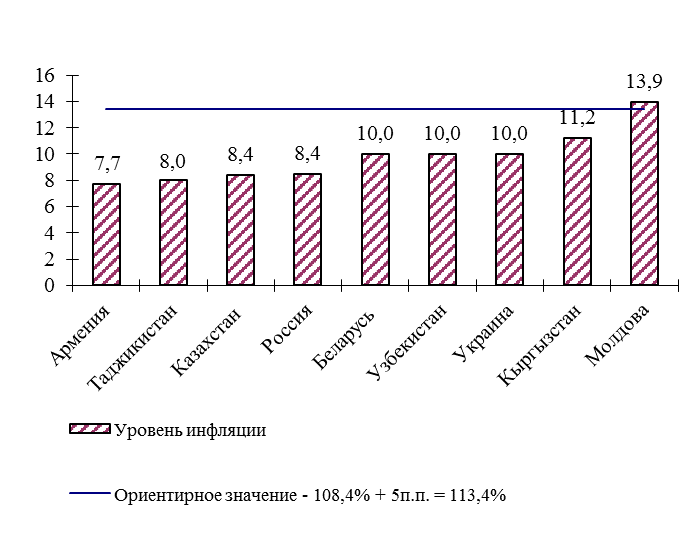 16
14
12
10
8
6
4
2
0
7,7
8,0
8,4
8,4
10,0
10,0
10,0
11,2
13,9
Армения
Таджикистан
Казахстан
Россия
Беларусь
Узбекистан
Украина
Кыргызстан
Молдова
Уровень инфляции
Ориентирное значение - 108,4% + 5п.п. = 113,4%